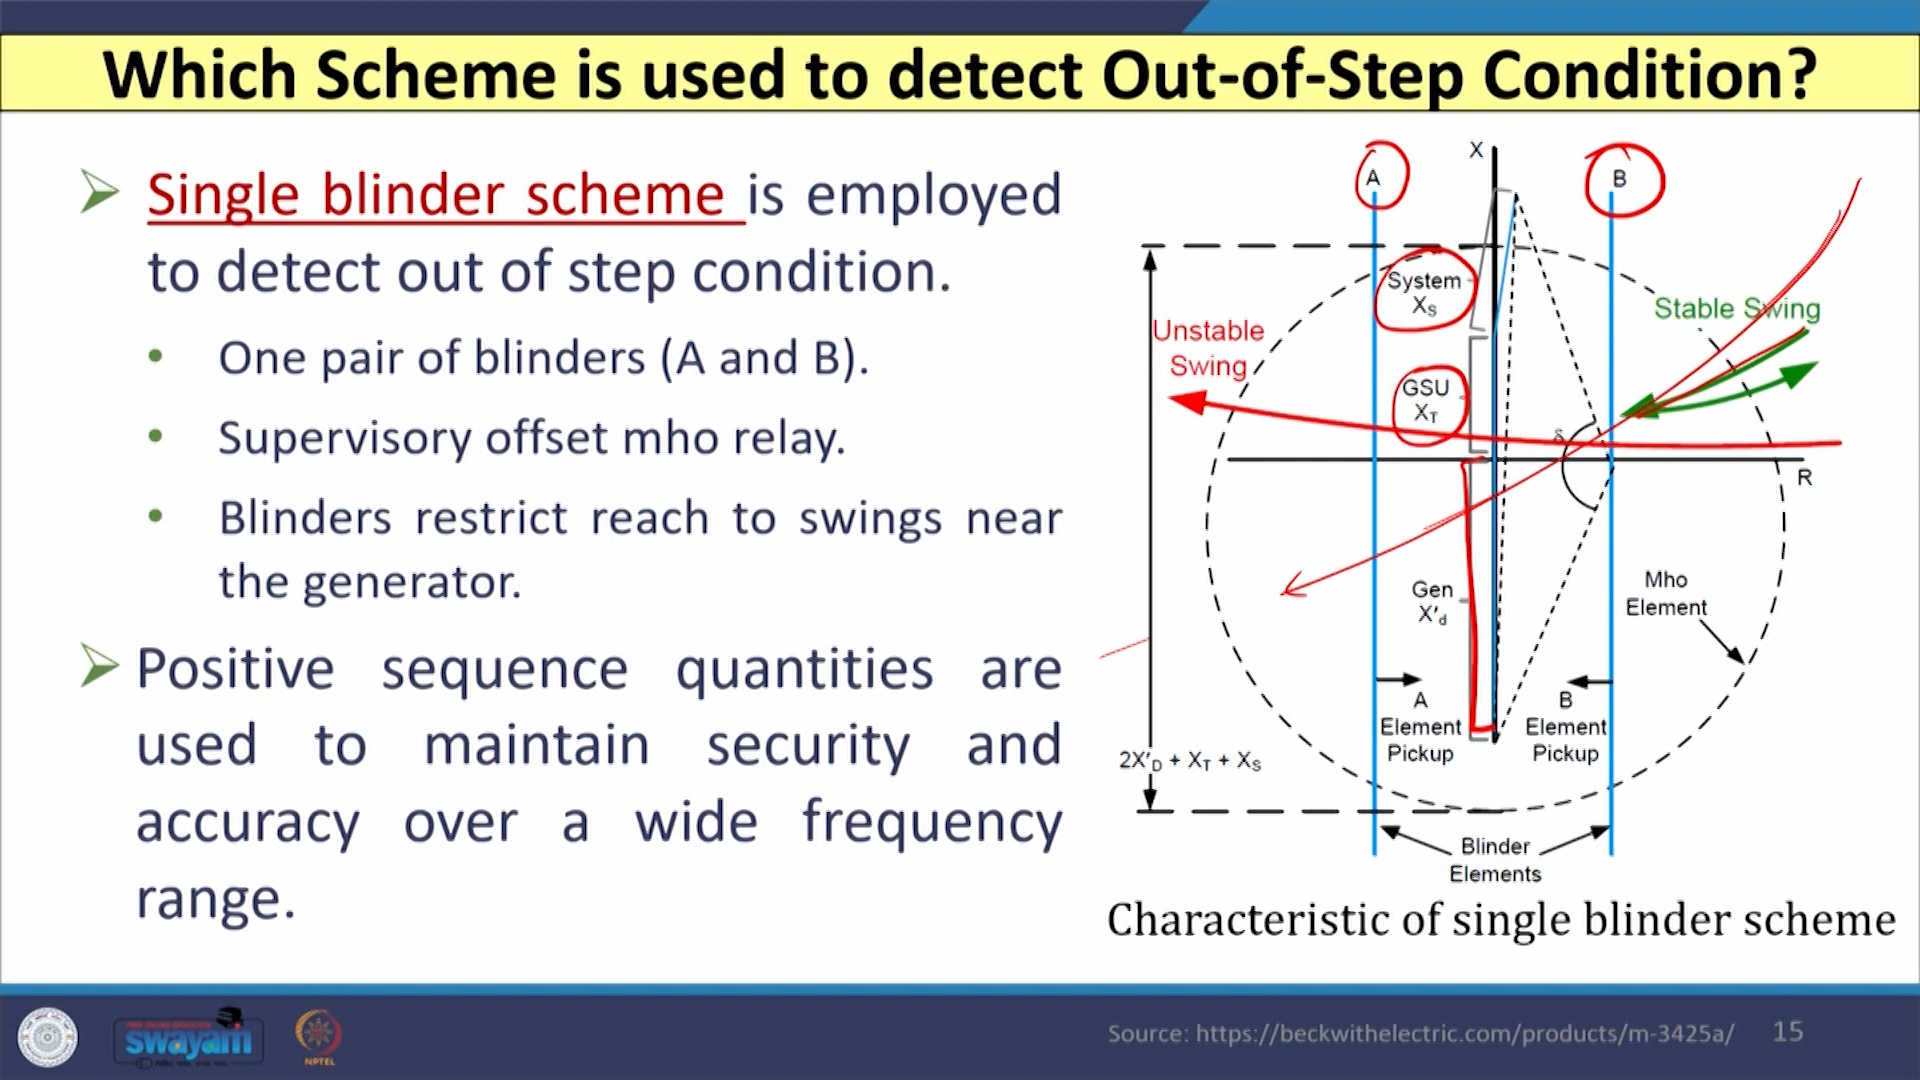 Which Scheme is used to detect Out-of-Step Condition?
Single blinder scheme is employed
to detect out of step condition.
• One pair of blinders (A and B).
• Supervisory offset mho relay.
• Blinders restrict reach to swings near
the generator.
Positive sequence quantities are
used to maintain security and
accuracy over a wide frequency
range.
A
X
B
System
Xs
Stable Swing
Unstable
Swing
GSU
XT
δ
R
Gen
X'd
Mho
Element
A
Element
Pickup
B
Element
Pickup
2X'D + XT + XS
Blinder
Elements
Characteristic of single blinder scheme
swayam
NPTEL
Source: https://beckwithelectric.com/products/m-3425a/
15